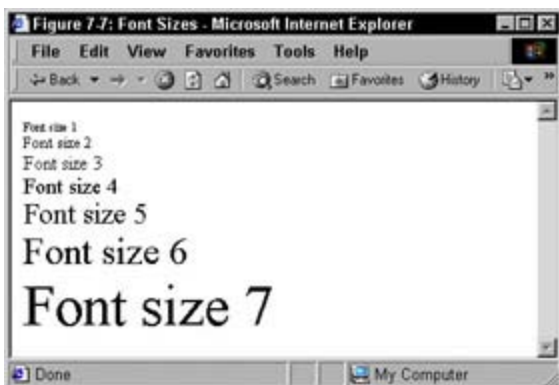 Figure 7-7: Font Sizes - Microsoft Internet Explorer
File Edit View Favorites Tools Help
Back Search Favorites History »
Font size 1
Font size 2
Font size 3
Font size 4
Font size 5
Font size 6
Font size 7
Done My Computer